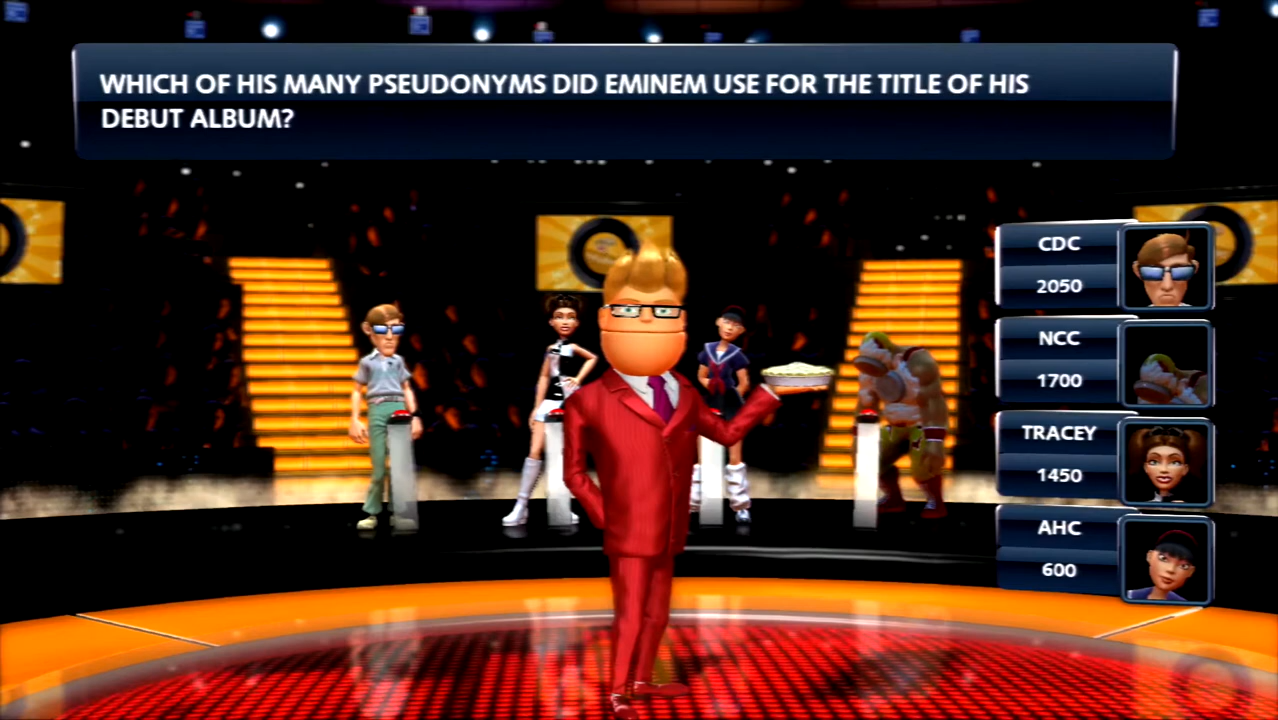 WHICH OF HIS MANY PSEUDONYMS DID EMINEM USE FOR THE TITLE OF HIS
DEBUT ALBUM?
CDC
2050
NCC
1700
TRACEY
1450
AHC
600